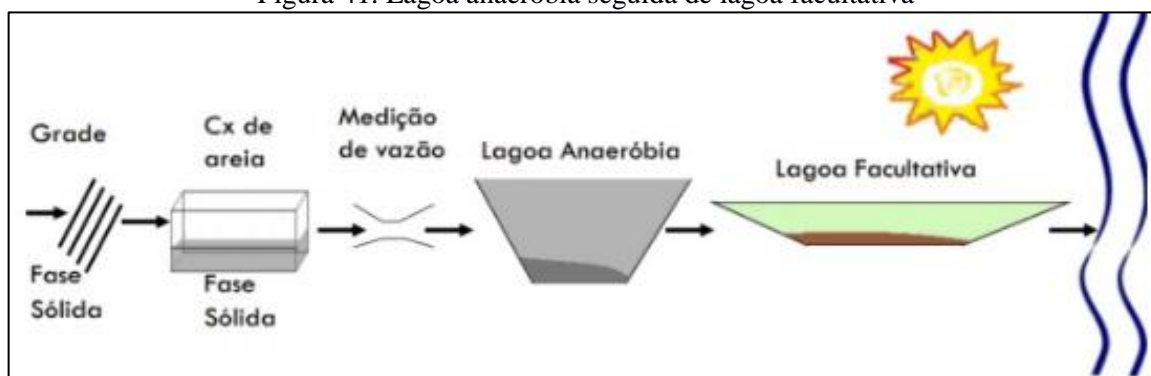 Figura 41: Lagoa anaeróbia seguida de lagoa facultativa
Grade
Cx de
areia
Medição
de vazão
Lagoa Anaeróbia
Lagoa Facultativa
Fase
Sólida
Fase
Sólida